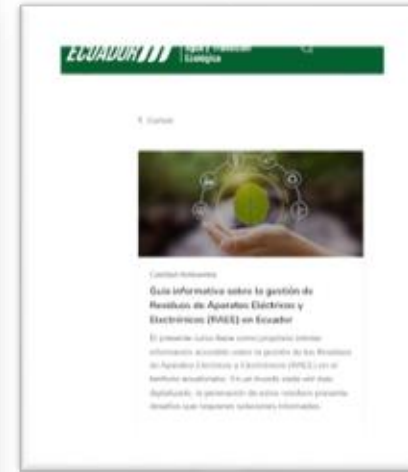 ECUADOR
Agua y Transición
Ecológica
Cursos
Calidad Ambiental
Guía informativa sobre la gestión de
Residuos de Aparatos Eléctricos y
Electrónicos (RAEE) en Ecuador
El presente curso tiene como propósito brindar
información accesible sobre la gestión de los Residuos
de Aparatos Eléctricos y Electrónicos (RAEE) en el
territorio ecuatoriano. En un mundo cada vez más
digitalizado, la generación de estos residuos presenta
desafíos que requieren soluciones informadas.